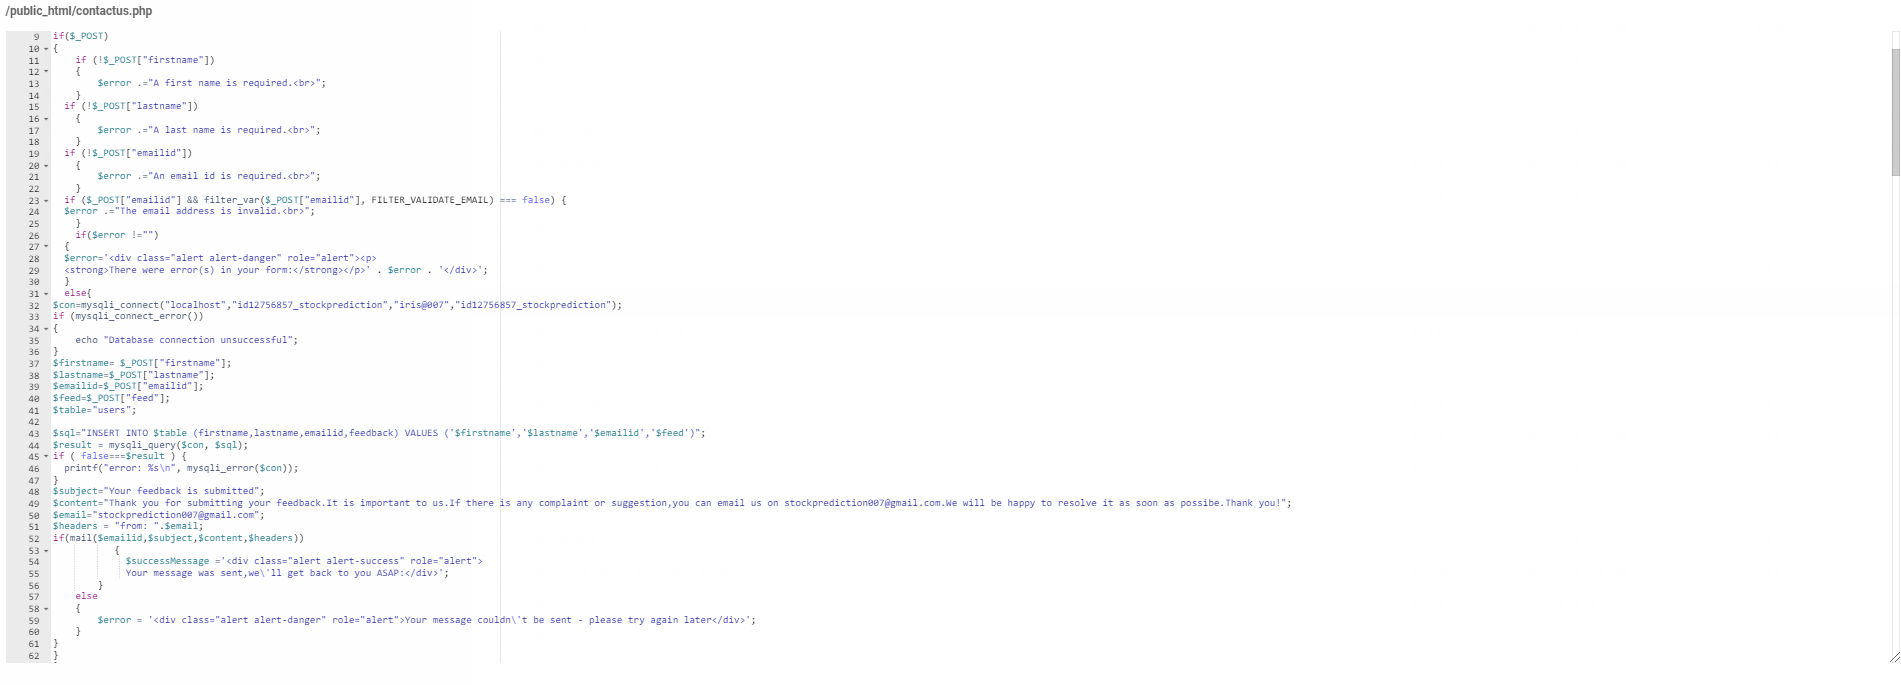 /public_html/contactus.php
9 if($_POST)
10 {
11 if (!$_POST["firstname"])
12 {
13 $error .="A first name is required.<br>";
14 }
15 if (!$_POST["lastname"])
16 {
17 $error .="A last name is required.<br>";
18 }
19 if (!$_POST["emailid"])
20 {
21 $error .="An email id is required.<br>";
22 }
23 if ($_POST["emailid"] && filter_var($_POST["emailid"], FILTER_VALIDATE_EMAIL) === false) {
24 $error .="The email address is invalid.<br>";
25 }
26 if($error !="")
27 {
28 $error='<div class="alert alert-danger" role="alert"><p>
29 <strong>There were error(s) in your form:</strong></p>' . $error . '</div>';
30 }
31 else{
32 $con=mysqli_connect("localhost","id12756857_stockprediction","iris@007","id12756857_stockprediction");
33 if (mysqli_connect_error())
34 {
35 echo "Database connection unsuccessful";
36 }
37 $firstname= $_POST["firstname"];
38 $lastname=$_POST["lastname"];
39 $emailid=$_POST["emailid"];
40 $feed=$_POST["feed"];
41 $table="users";
42
43 $sql="INSERT INTO $table (firstname,lastname,emailid,feedback) VALUES ('$firstname','$lastname','$emailid','$feed')";
44 $result = mysqli_query($con, $sql);
45 if ( false===$result ) {
46 printf("error: %s\n", mysqli_error($con));
47 }
48 $subject="Your feedback is submitted";
49 $content="Thank you for submitting your feedback.It is important to us.If there is any complaint or suggestion,you can email us on stockprediction007@gmail.com.We will be happy to resolve it as soon as possibe.Thank you!";
50 $email="stockprediction007@gmail.com";
51 $headers = "from: ".$email;
52 if(mail($emailid,$subject,$content,$headers))
53 {
54 $successMessage ='<div class="alert alert-success" role="alert">
55 Your message was sent,we\'ll get back to you ASAP:</div>';
56 }
57 else
58 {
59 $error = '<div class="alert alert-danger" role="alert">Your message couldn\'t be sent - please try again later</div>';
60 }
61 }
62 }